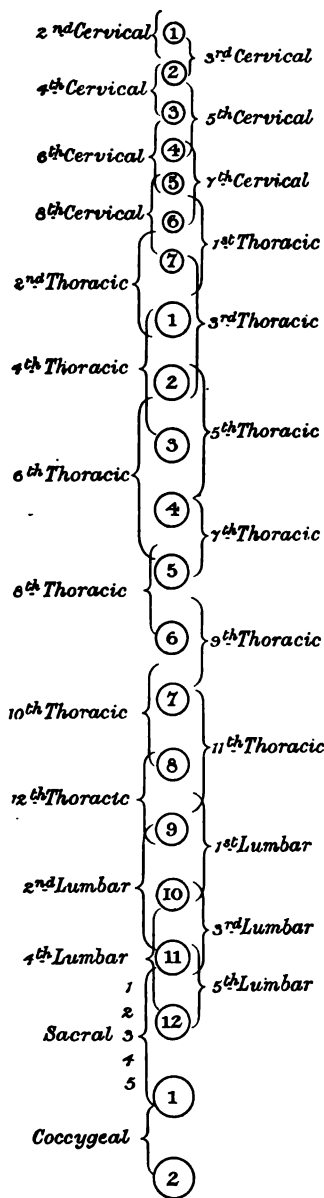 2nd Cervical
1
3rd Cervical
2
4th Cervical
3
5th Cervical
4
6th Cervical
5
7th Cervical
8th Cervical
6
1st Thoracic
7
2nd Thoracic
1
3rd Thoracic
4th Thoracic
2
5th Thoracic
3
6th Thoracic
4
7th Thoracic
5
8th Thoracic
6
9th Thoracic
7
10th Thoracic
11th Thoracic
8
12th Thoracic
9
1st Lumbar
2nd Lumbar
10
3rd Lumbar
4th Lumbar
11
5th Lumbar
1
2
12
Sacral 3
4
5
1
Coccygeal
2